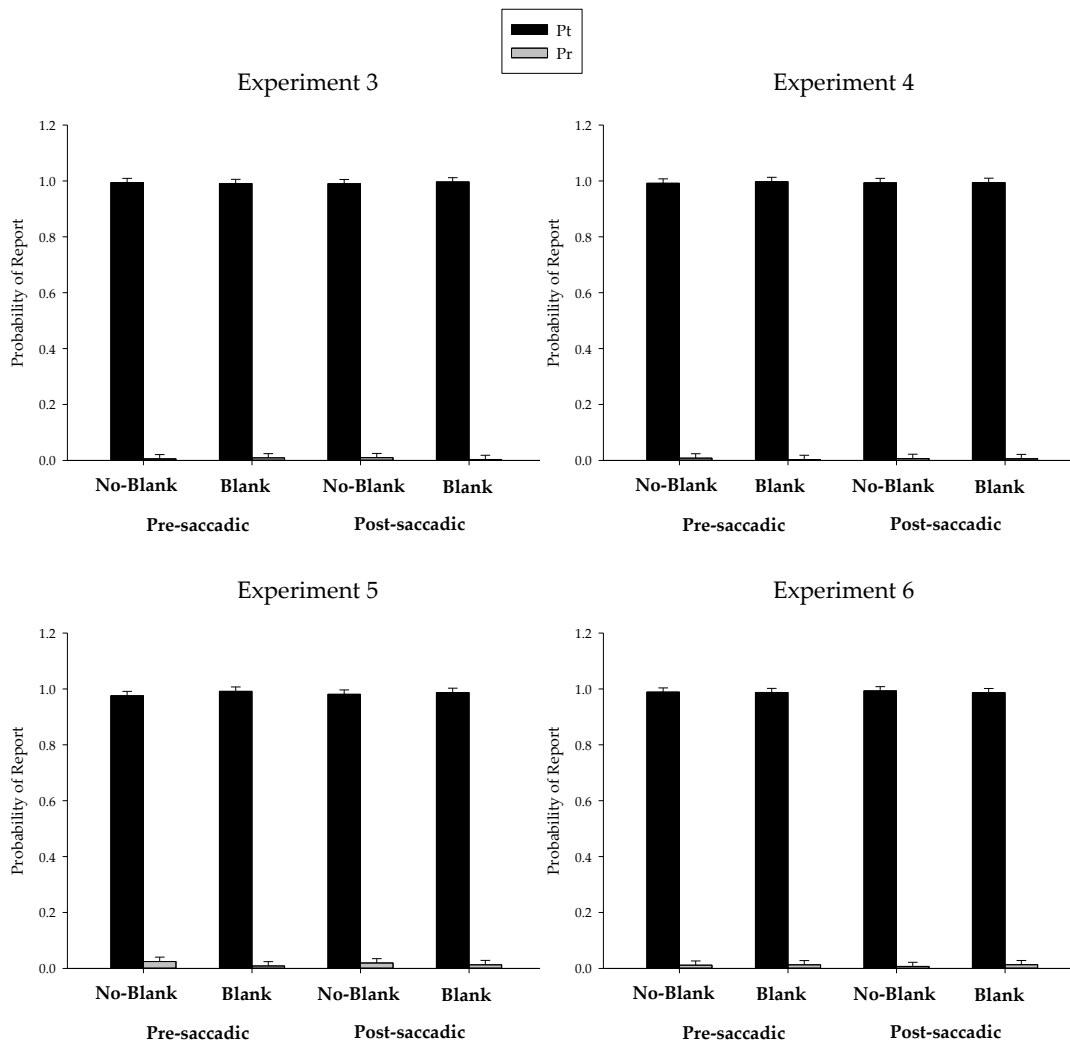 Pt
Pr
Experiment 3
1.2
1.0
0.8
0.6
0.4
0.2
0.0
Probability of Report
No-Blank Blank No-Blank Blank
Pre-saccadic Post-saccadic
Experiment 4
1.2
1.0
0.8
0.6
0.4
0.2
0.0
Probability of Report
No-Blank Blank No-Blank Blank
Pre-saccadic Post-saccadic
Experiment 5
1.2
1.0
0.8
0.6
0.4
0.2
0.0
Probability of Report
No-Blank Blank No-Blank Blank
Pre-saccadic Post-saccadic
Experiment 6
1.2
1.0
0.8
0.6
0.4
0.2
0.0
Probability of Report
No-Blank Blank No-Blank Blank
Pre-saccadic Post-saccadic